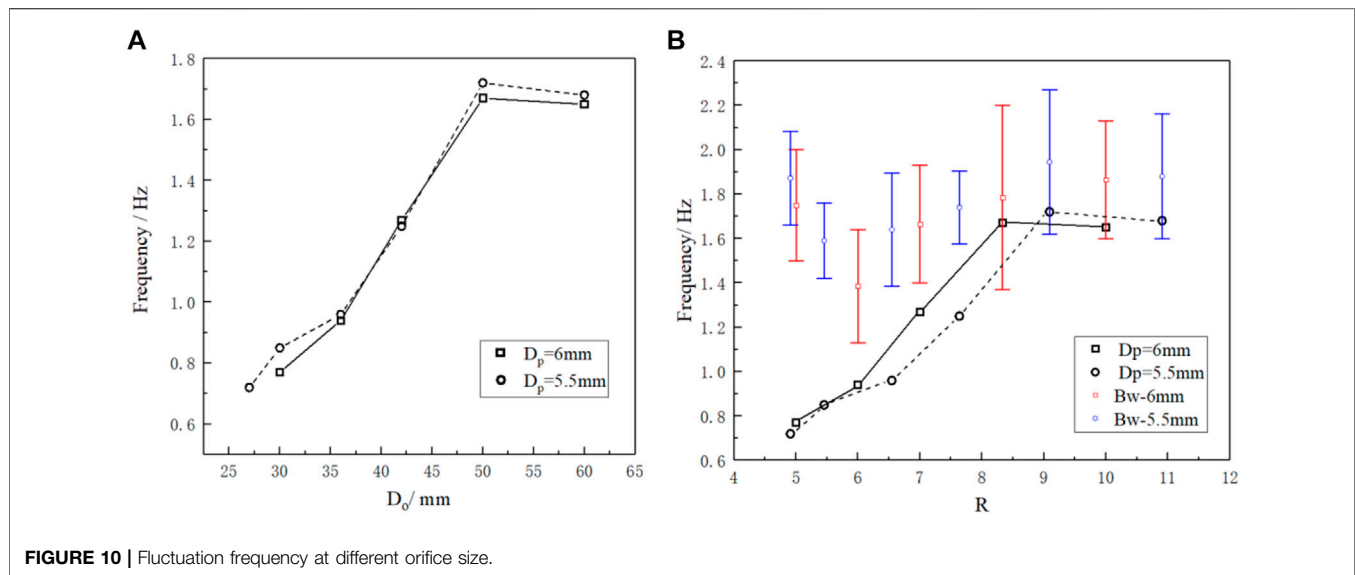 A
1.8
1.6
1.4
1.2
1.0
0.8
0.6
Frequency / Hz
25 30 35 40 45 50 55 60 65
D₀/ mm
Dₚ=6mm
Dₚ=5.5mm
B
2.4
2.2
2.0
1.8
1.6
1.4
1.2
1.0
0.8
0.6
Frequency/ Hz
4 5 6 7 8 9 10 11 12
R
Dp=6mm
Dp=5.5mm
Bw-6mm
Bw-5.5mm
FIGURE 10 | Fluctuation frequency at different orifice size.